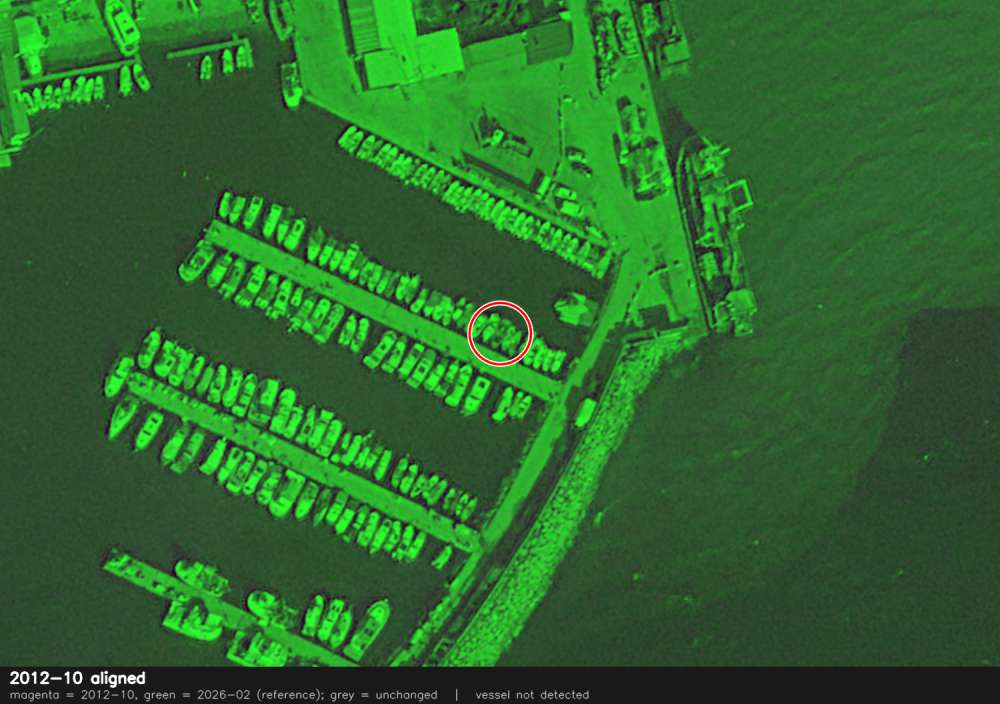 2012-10 aligned
magenta = 2012-10, green = 2026-02 (reference); grey = unchanged | vessel not detected